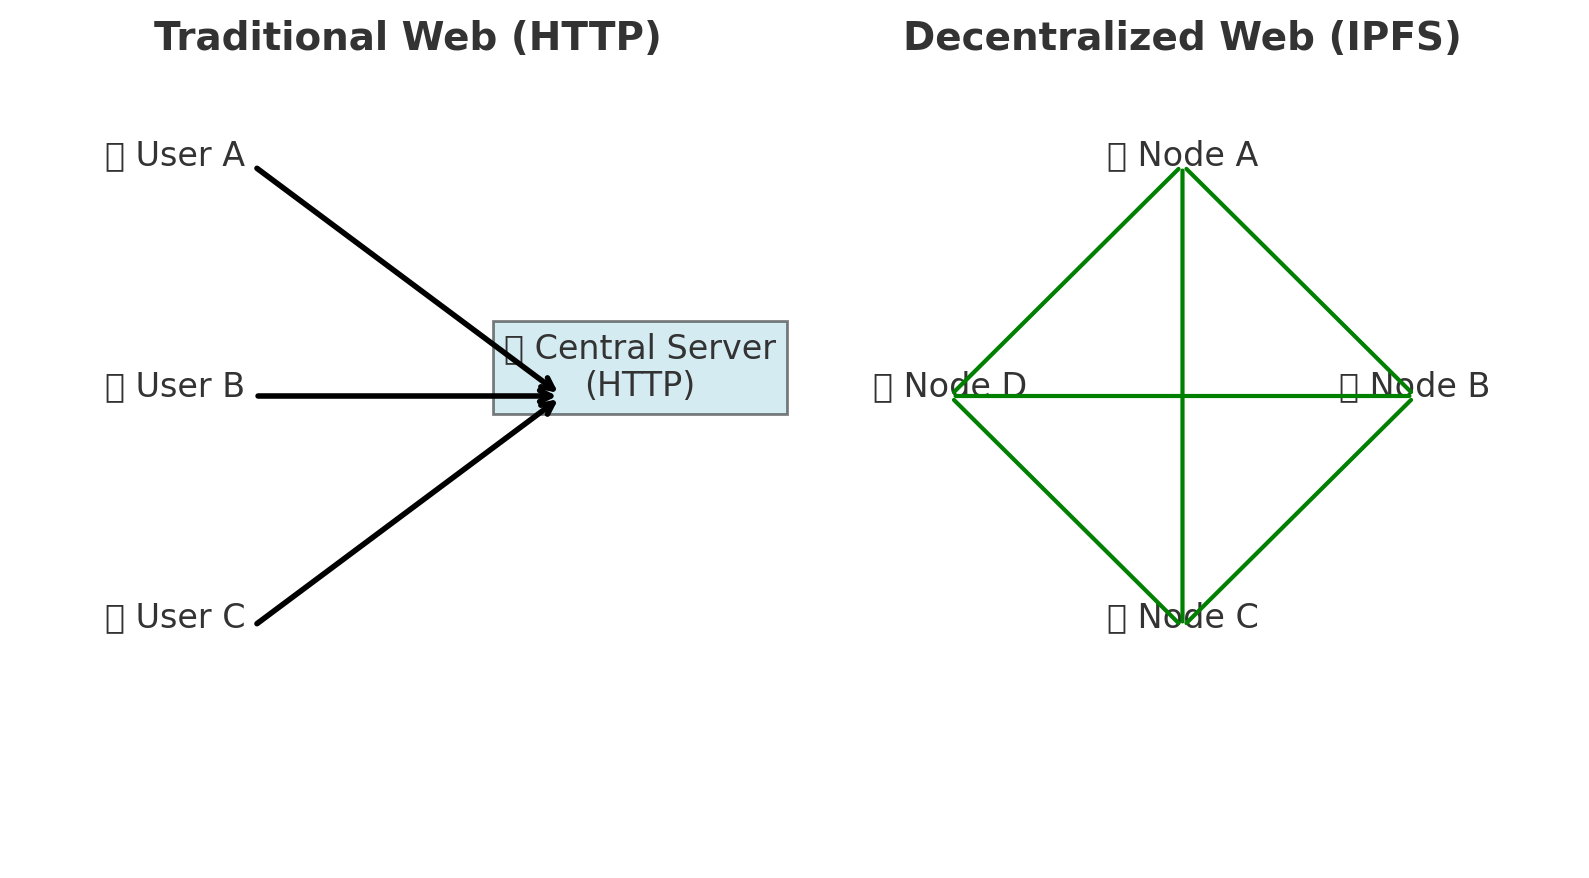 Traditional Web (HTTP)
User A
User B
Central Server
(HTTP)
User C
Decentralized Web (IPFS)
Node A
Node D
Node B
Node C